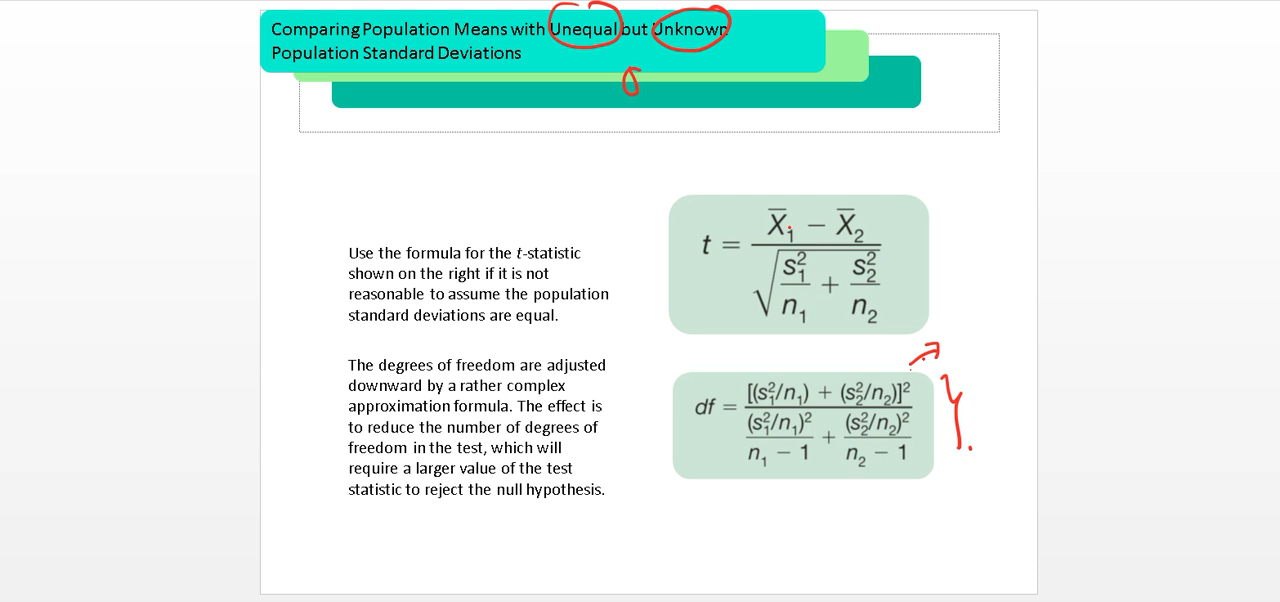 Comparing Population Means with Unequal but Unknown
Population Standard Deviations
σ
Use the formula for the t-statistic
shown on the right if it is not
reasonable to assume the population
standard deviations are equal.
t = (X̄₁ − X̄₂) / √(s₁²/n₁ + s₂²/n₂)
The degrees of freedom are adjusted
downward by a rather complex
approximation formula. The effect is
to reduce the number of degrees of
freedom in the test, which will
require a larger value of the test
statistic to reject the null hypothesis.
df = [(s₁²/n₁) + (s₂²/n₂)]² / ((s₁²/n₁)²/(n₁ − 1) + (s₂²/n₂)²/(n₂ − 1))